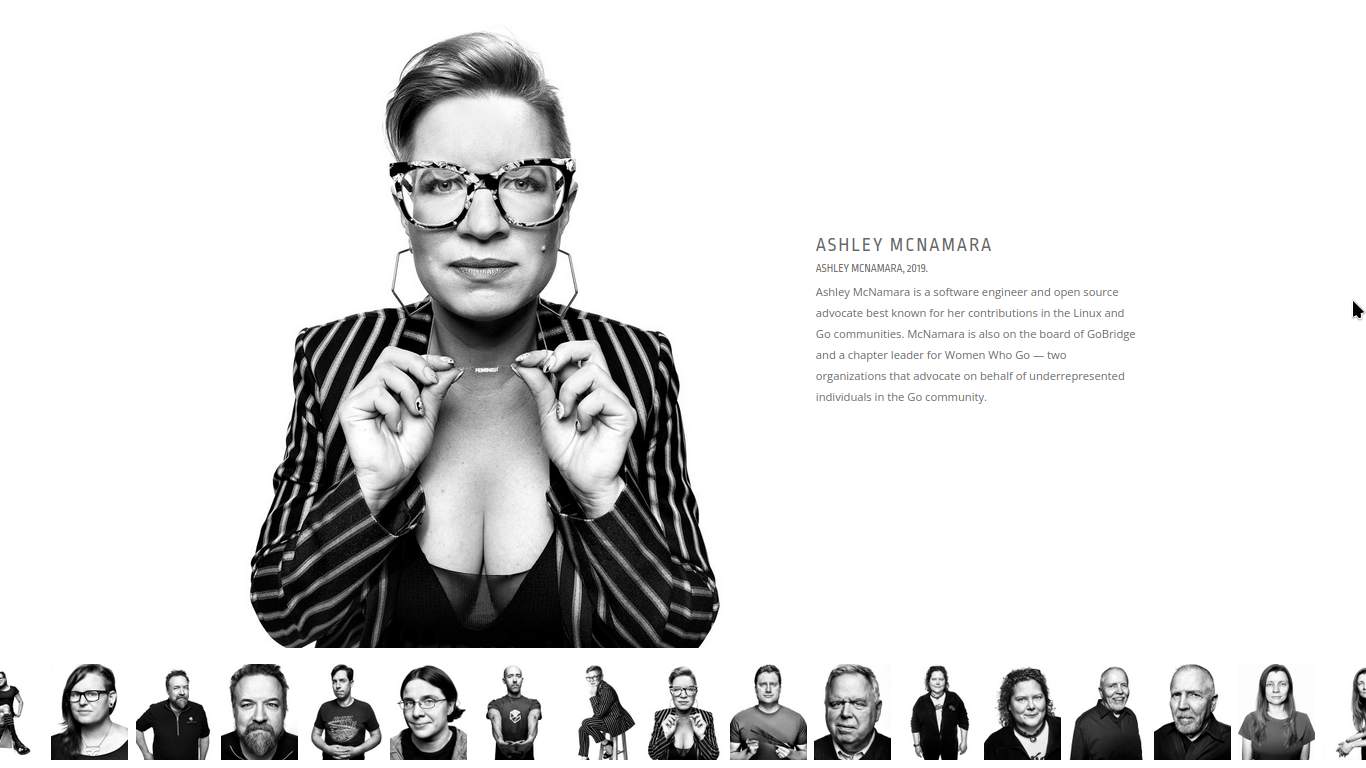 ASHLEY MCNAMARA
ASHLEY MCNAMARA, 2019.
Ashley McNamara is a software engineer and open source
advocate best known for her contributions in the Linux and
Go communities. McNamara is also on the board of GoBridge
and a chapter leader for Women Who Go — two
organizations that advocate on behalf of underrepresented
individuals in the Go community.